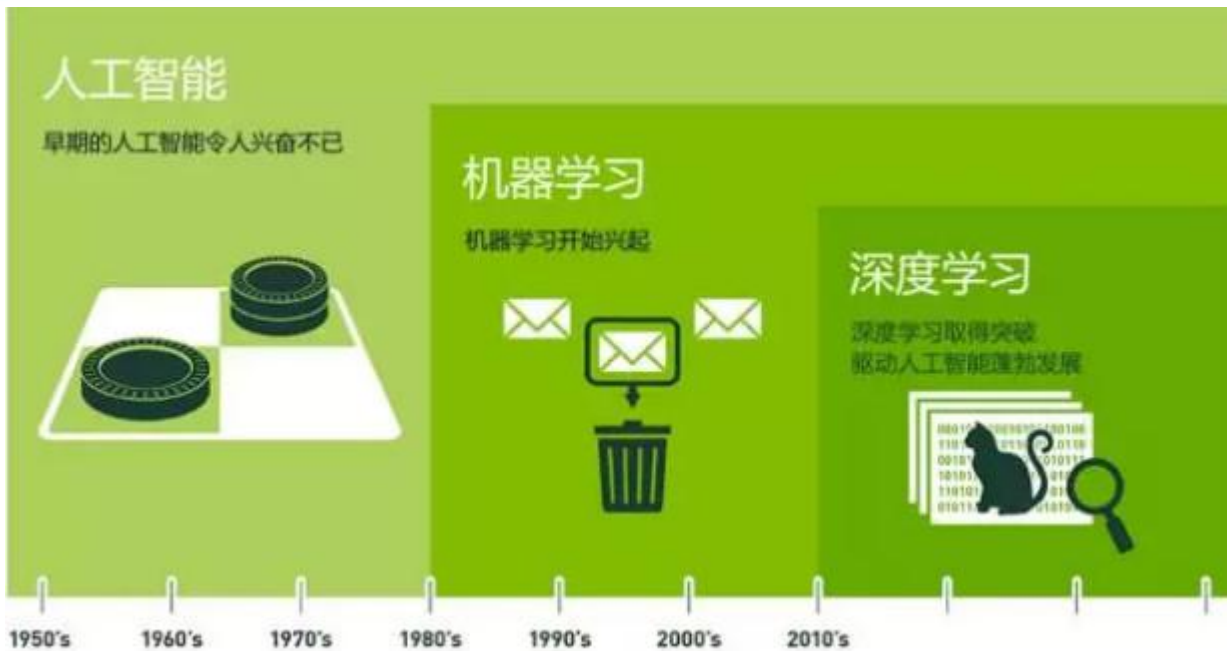 人工智能
早期的人工智能令人兴奋不已
机器学习
机器学习开始兴起
深度学习
深度学习取得突破
驱动人工智能蓬勃发展
1950's 1960's 1970's 1980's 1990's 2000's 2010's